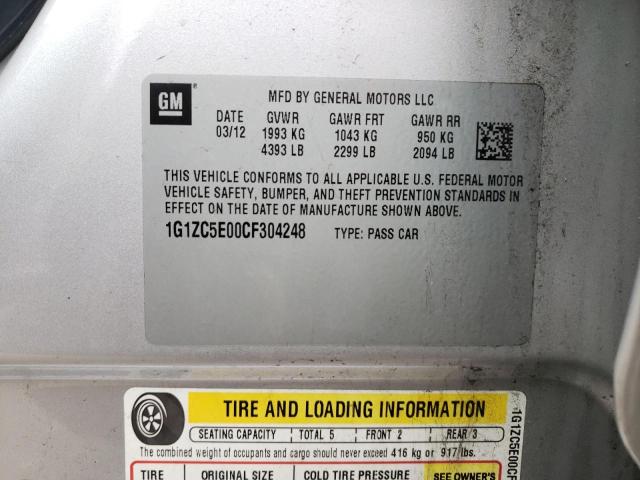 GM
MFD BY GENERAL MOTORS LLC
DATE GVWR GAWR FRT GAWR RR
03/12 1993 KG 1043 KG 950 KG
4393 LB 2299 LB 2094 LB
THIS VEHICLE CONFORMS TO ALL APPLICABLE U.S. FEDERAL MOTOR
VEHICLE SAFETY, BUMPER, AND THEFT PREVENTION STANDARDS IN
EFFECT ON THE DATE OF MANUFACTURE SHOWN ABOVE.
1G1ZC5E00CF304248 TYPE: PASS CAR
TIRE AND LOADING INFORMATION
SEATING CAPACITY TOTAL 5 FRONT 2 REAR 3
The combined weight of occupants and cargo should never exceed 416 kg or 917 lbs.
TIRE ORIGINAL SIZE COLD TIRE PRESSURE SEE OWNER'S
1G1ZC5E00CF